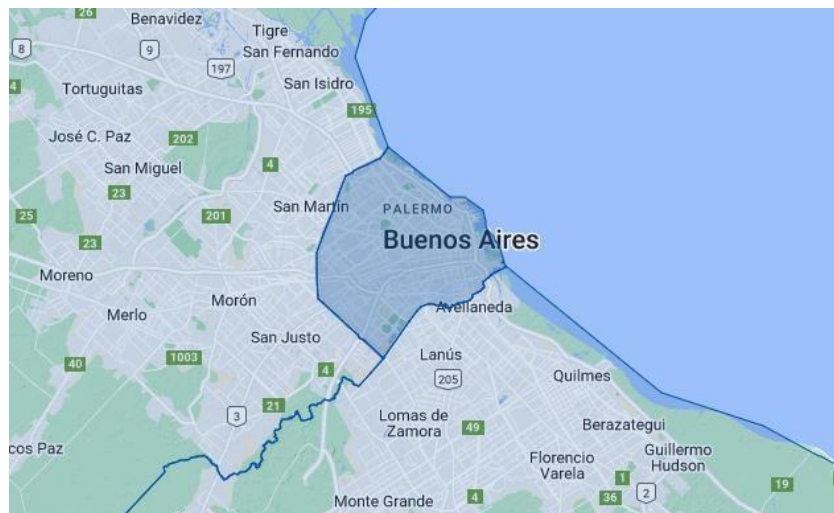 26
Benavidez
Tigre
8
9
San Fernando
197
San Isidro
4
Tortuguitas
195
José C. Paz
202
San Miguel
4
23
San Martín
PALERMO
25
201
23
Buenos Aires
Moreno
Morón
Merlo
Avellaneda
San Justo
1003
Lanús
40
4
205
Quilmes
21
3
Lomas de
Zamora
49
Berazategui
cos Paz
Florencio
Varela
Guillermo
Hudson
1
19
Monte Grande
4
36
2